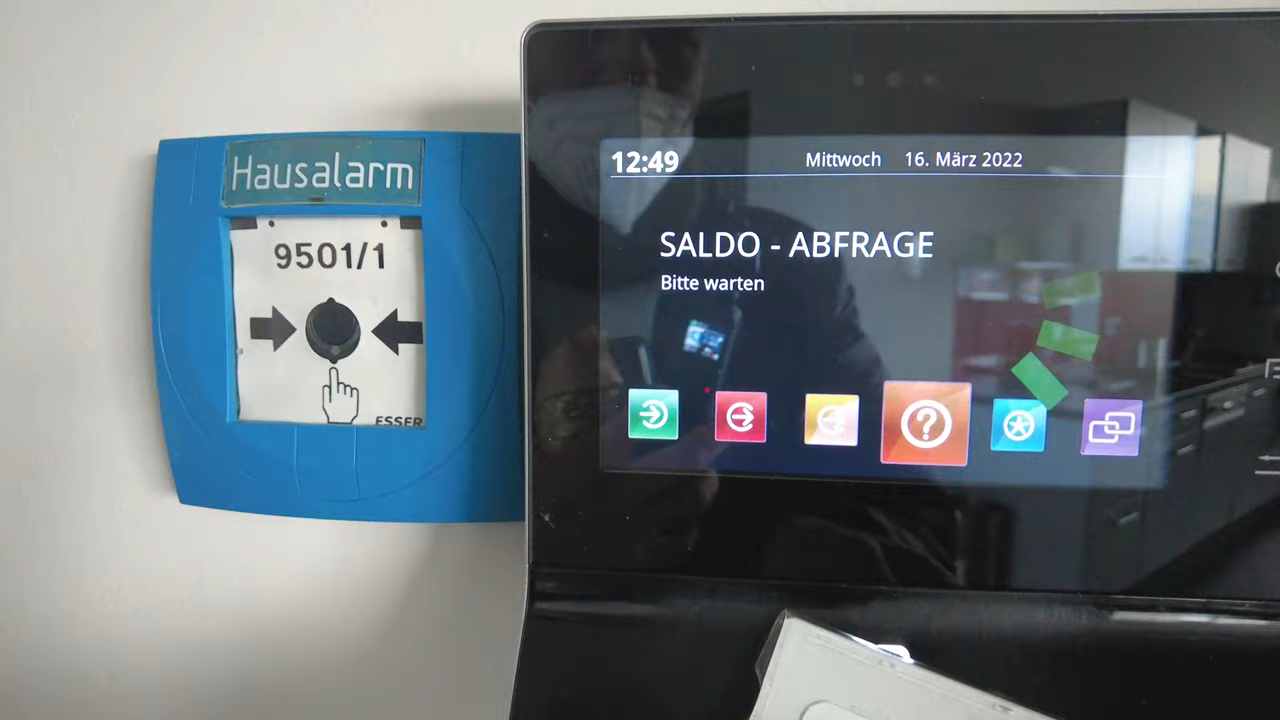 Hausalarm
9501/1
ESSER
12:49 Mittwoch 16. März 2022
SALDO - ABFRAGE
Bitte warten